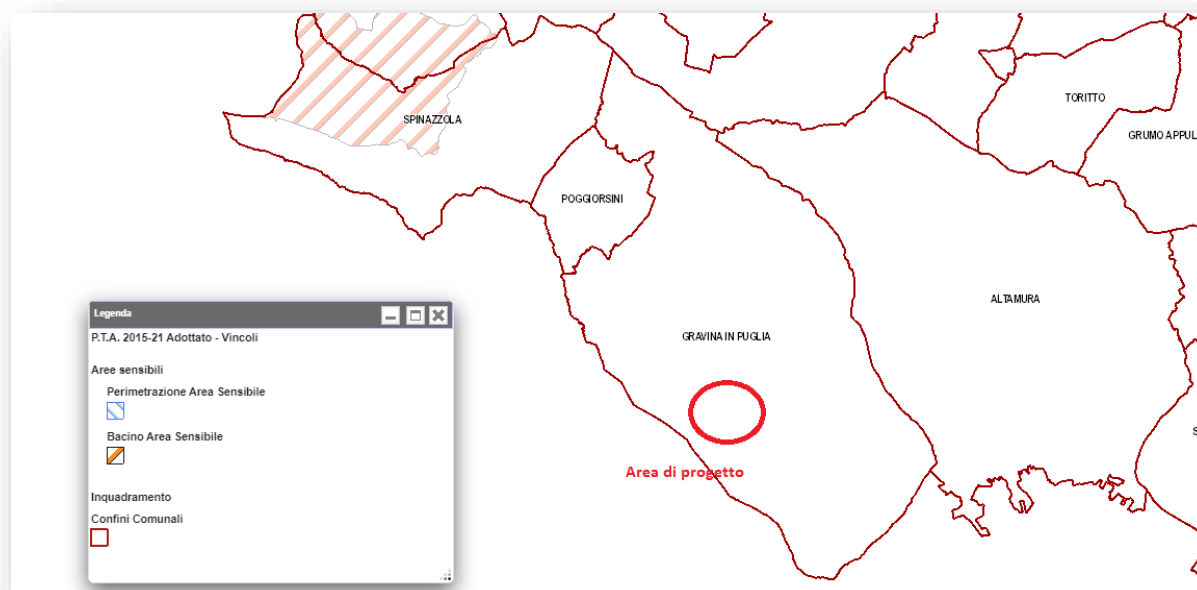 TORITTO
SPINAZZOLA
GRUMO APPUL
POGGIORSINI
ALTAMURA
GRAVINA IN PUGLIA
S
Area di progetto
Legenda
P.T.A. 2015-21 Adottato - Vincoli
Aree sensibili
Perimetrazione Area Sensibile
Bacino Area Sensibile
Inquadramento
Confini Comunali